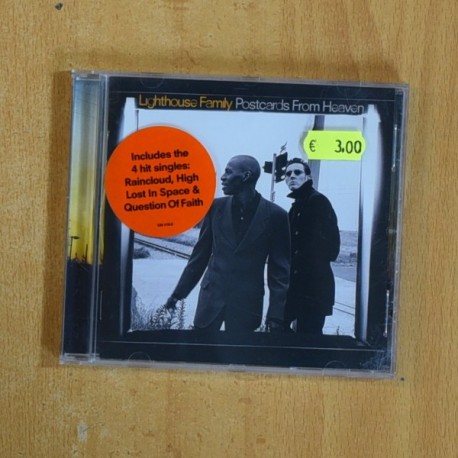 Lighthouse Family Postcards From Heaven
€ 3.00
Includes the
4 hit singles:
Raincloud, High
Lost In Space &
Question Of Faith